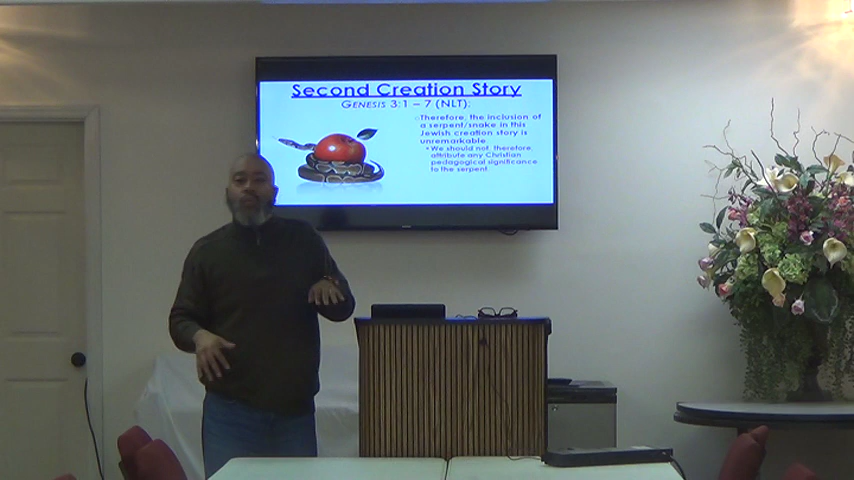 Second Creation Story
GENESIS 3:1 – 7 (NLT);
Therefore, the inclusion of
a serpent/snake in this
Jewish creation story is
unremarkable.
• We should not, therefore,
attribute any Christian
pedagogical significance
to the serpent.